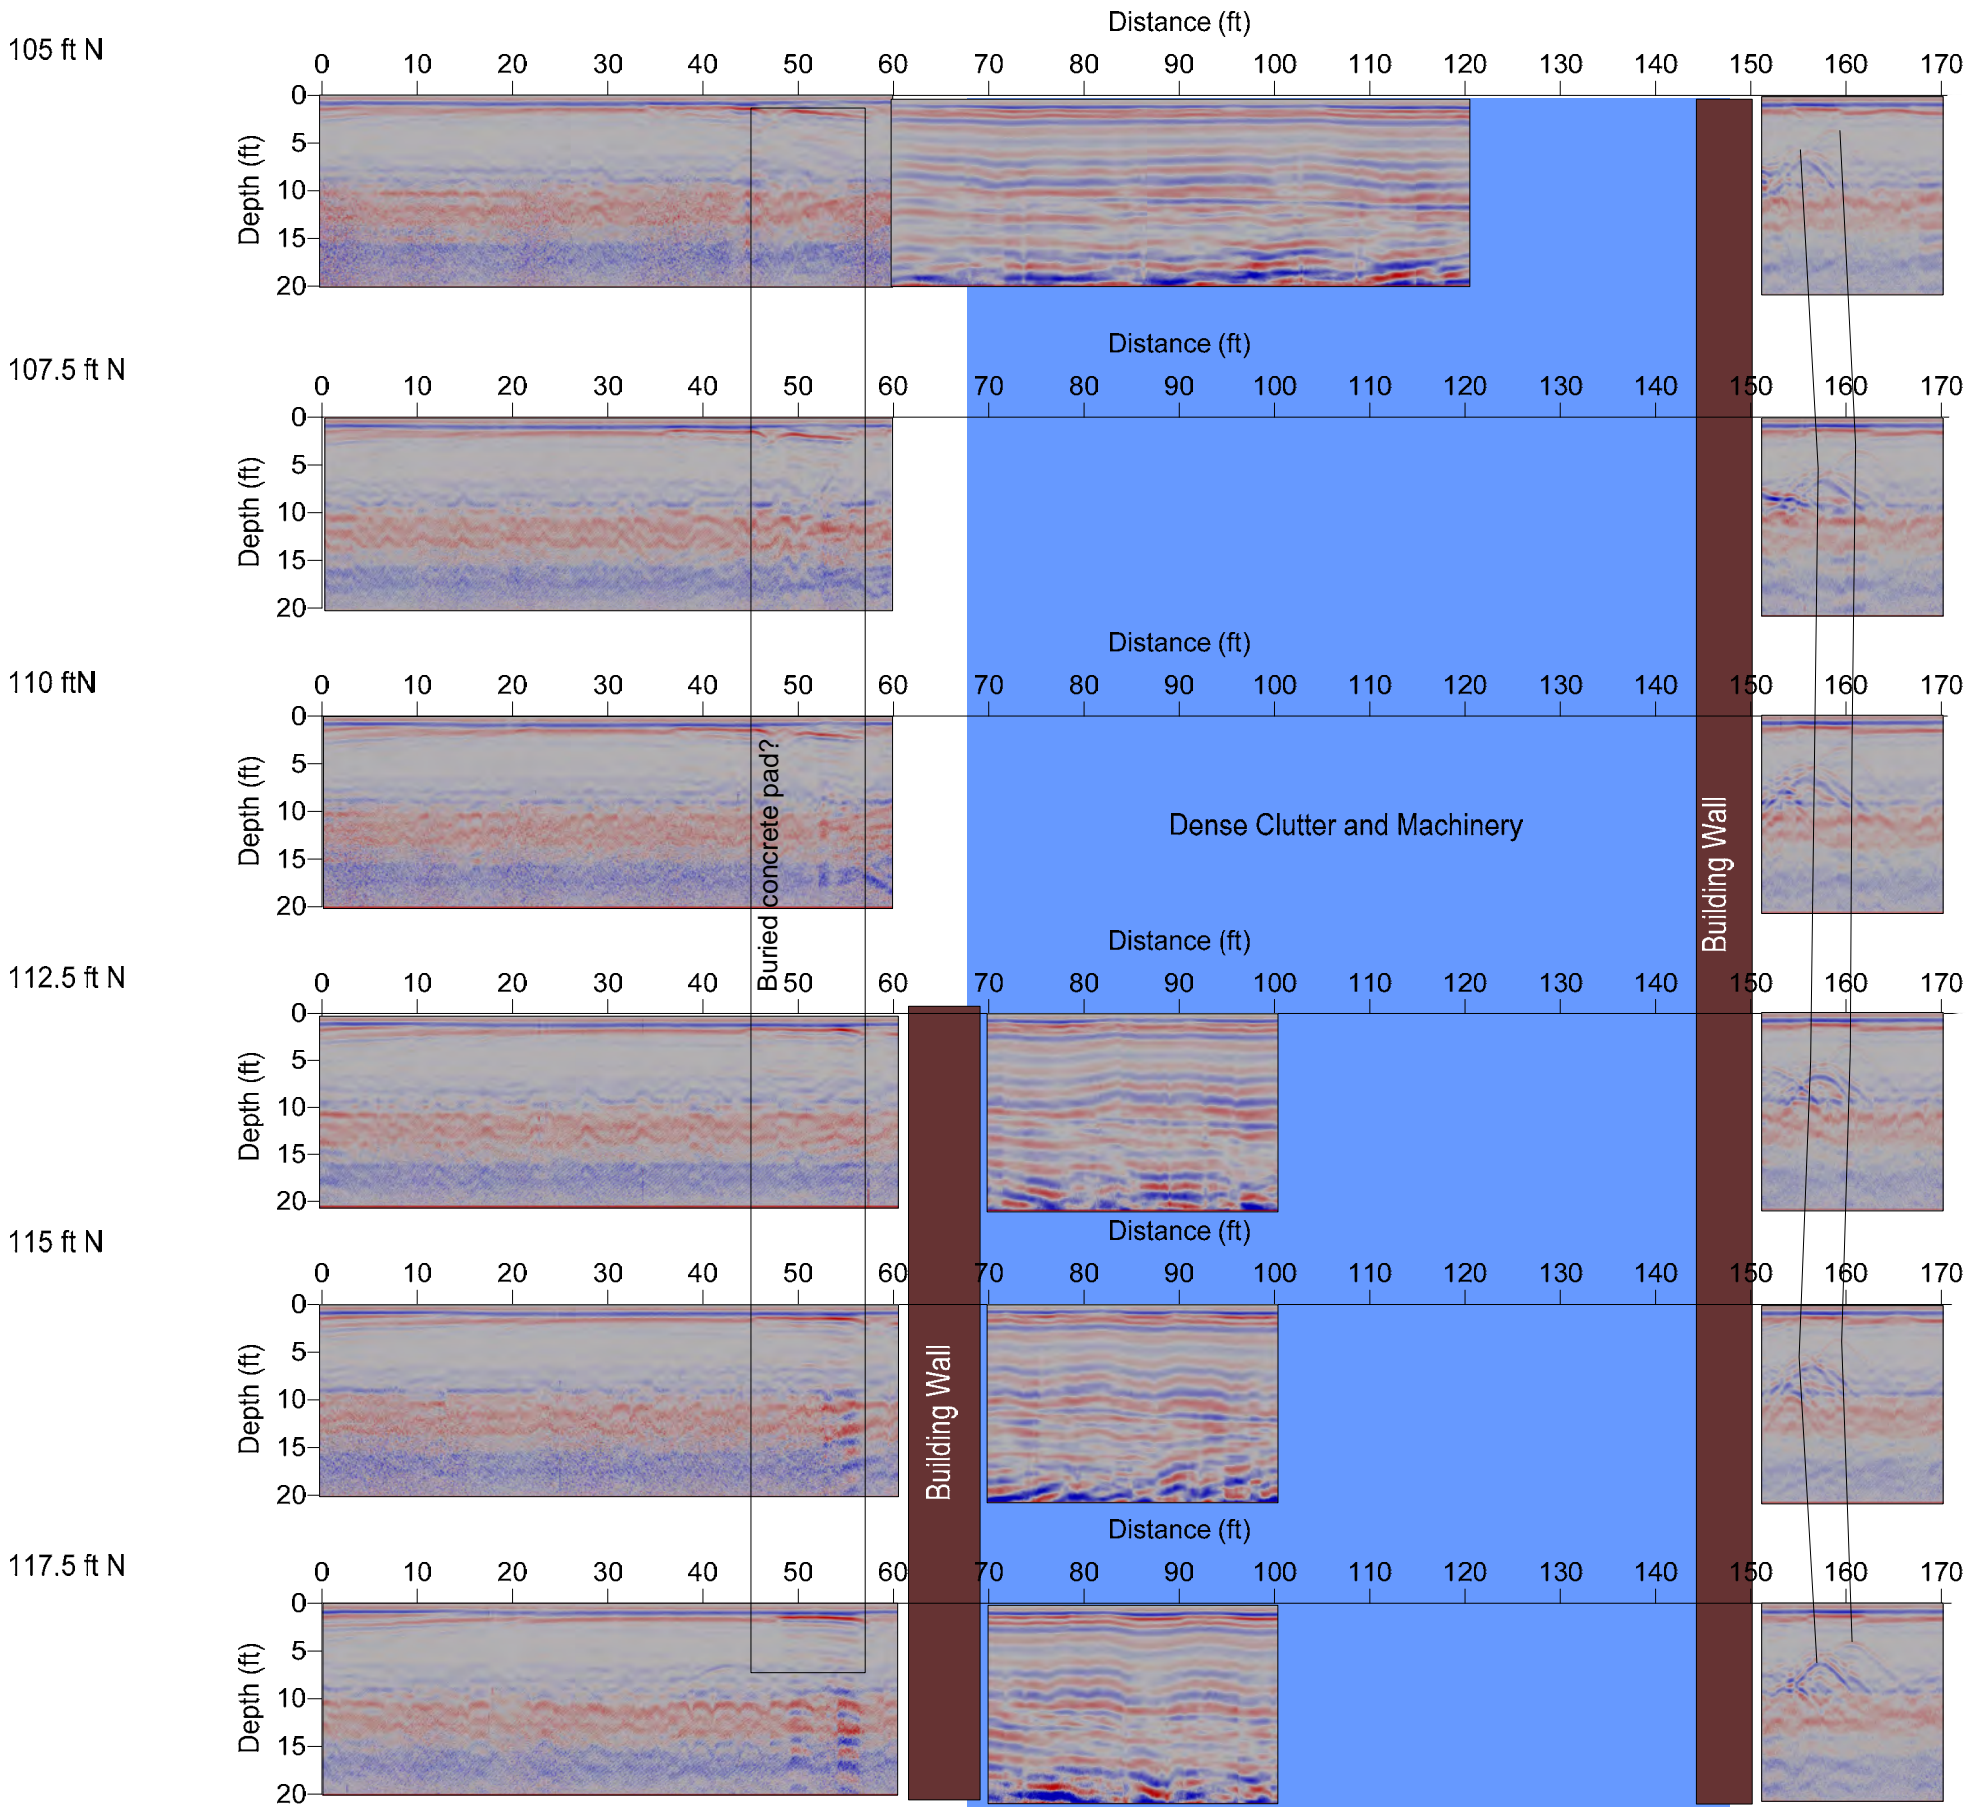 Distance (ft)
105 ft N
0 10 20 30 40 50 60 70 80 90 100 110 120 130 140 150 160 170
Depth (ft)
0
5
10
15
20
Distance (ft)
107.5 ft N
0 10 20 30 40 50 60 70 80 90 100 110 120 130 140 150 160 170
Depth (ft)
0
5
10
15
20
Distance (ft)
110 ftN
0 10 20 30 40 50 60 70 80 90 100 110 120 130 140 150 160 170
Depth (ft)
0
5
10
15
20
Buried concrete pad?
Dense Clutter and Machinery
Building Wall
Distance (ft)
112.5 ft N
0 10 20 30 40 50 60 70 80 90 100 110 120 130 140 150 160 170
Depth (ft)
0
5
10
15
20
Distance (ft)
115 ft N
0 10 20 30 40 50 60 70 80 90 100 110 120 130 140 150 160 170
Depth (ft)
0
5
10
15
20
Building Wall
Distance (ft)
117.5 ft N
0 10 20 30 40 50 60 70 80 90 100 110 120 130 140 150 160 170
Depth (ft)
0
5
10
15
20